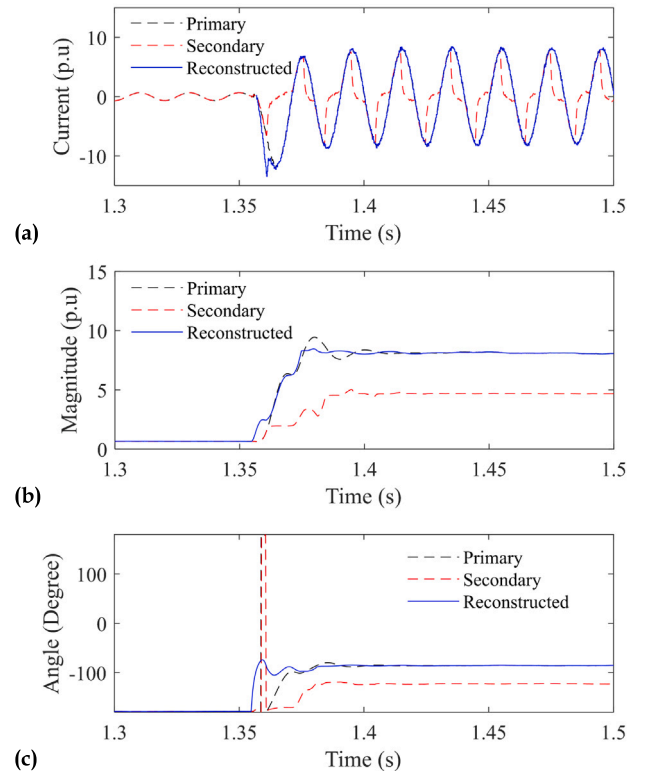 10
0
-10
Current (p.u)
Primary
Secondary
Reconstructed
1.3
1.35
1.4
1.45
1.5
Time (s)
(a)
15
10
5
0
Magnitude (p.u)
Primary
Secondary
Reconstructed
1.3
1.35
1.4
1.45
1.5
Time (s)
(b)
100
0
-100
Angle (Degree)
Primary
Secondary
Reconstructed
1.3
1.35
1.4
1.45
1.5
Time (s)
(c)